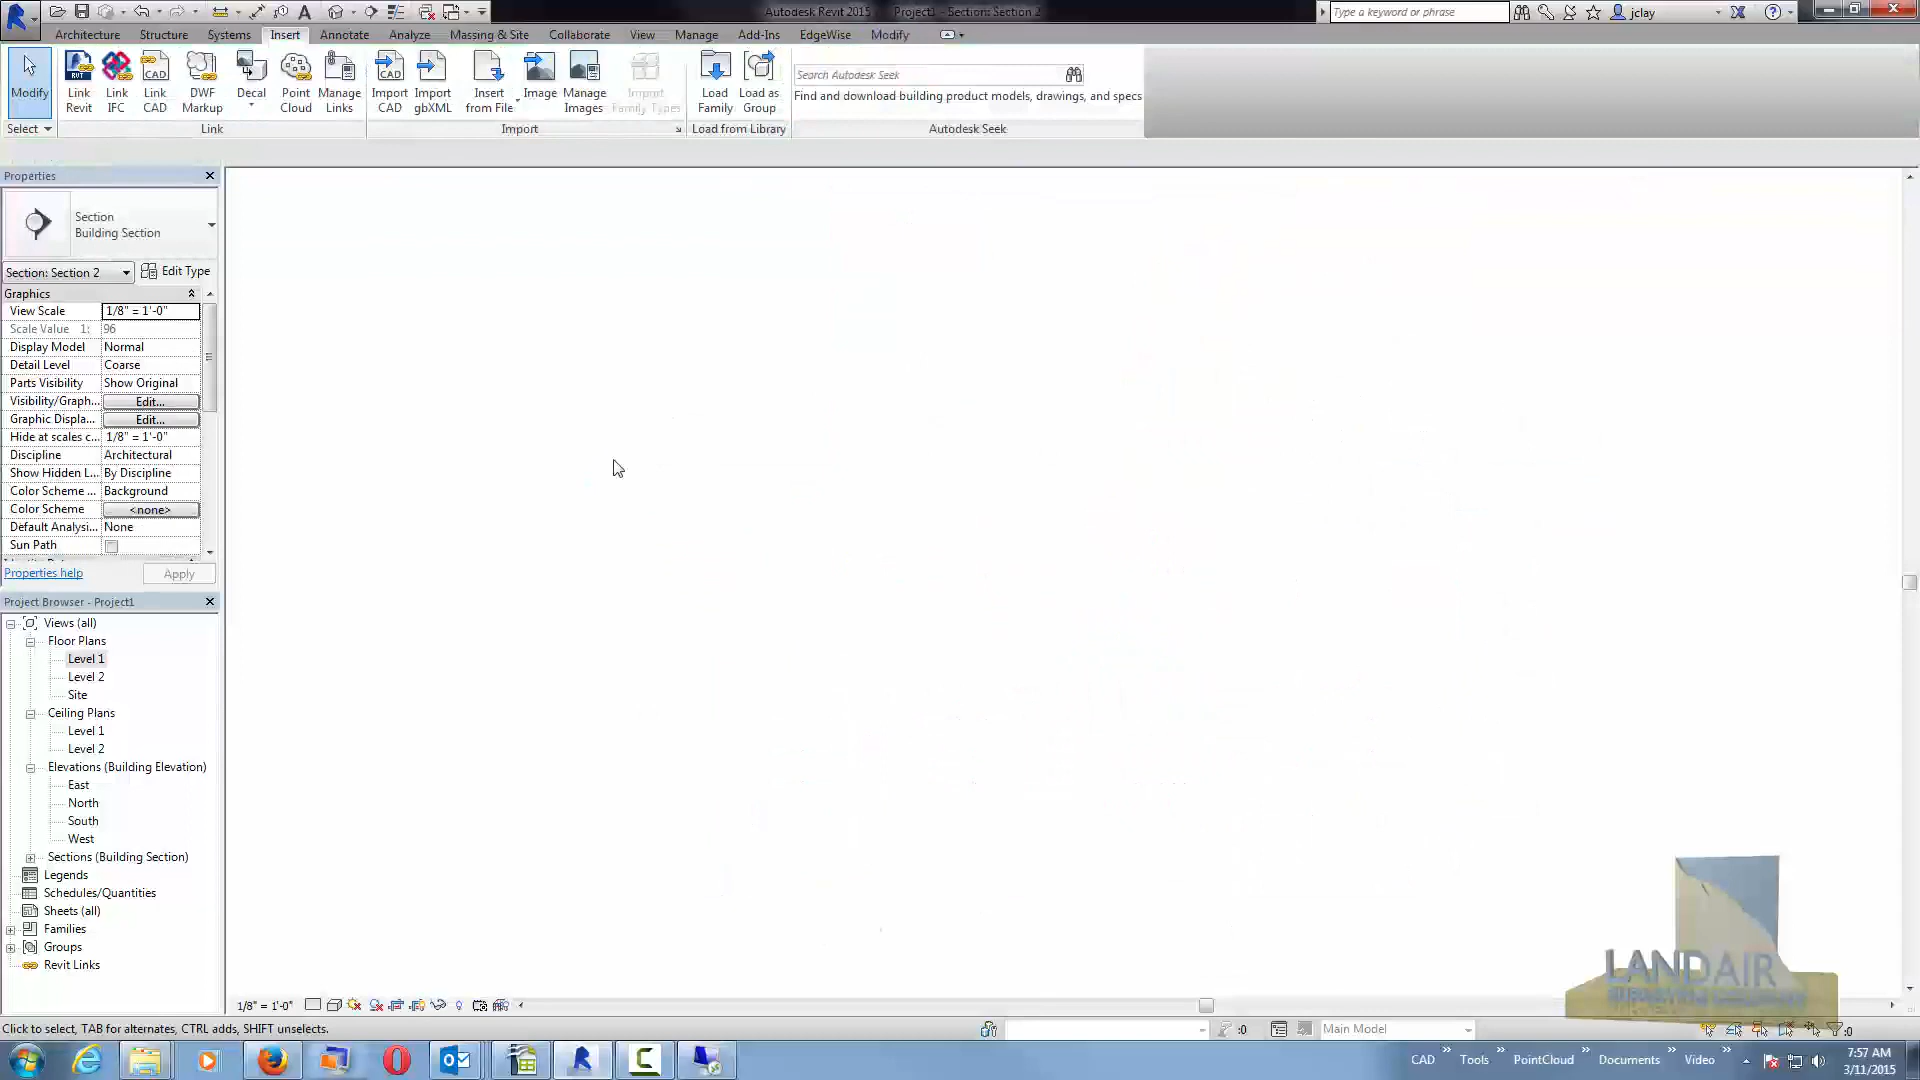 Autodesk Revit 2015    Project1 - Section: Section 2
Type a keyword or phrase
jclay
Architecture Structure Systems Insert Annotate Analyze Massing & Site Collaborate View Manage Add-Ins EdgeWise Modify
Modify
Link Revit
Link IFC
Link CAD
DWF Markup
Decal
Point Cloud
Manage Links
Import CAD
Import gbXML
Insert from File
Image
Manage Images
Import Family Types
Load Family
Load as Group
Search Autodesk Seek
Find and download building product models, drawings, and specs
Select
Link
Import
Load from Library
Autodesk Seek
Properties
Section
Building Section
Section: Section 2
Edit Type
Graphics
View Scale 1/8" = 1'-0"
Scale Value 1: 96
Display Model Normal
Detail Level Coarse
Parts Visibility Show Original
Visibility/Graph... Edit...
Graphic Displa... Edit...
Hide at scales c... 1/8" = 1'-0"
Discipline Architectural
Show Hidden L... By Discipline
Color Scheme ... Background
Color Scheme <none>
Default Analysi... None
Sun Path
Properties help
Apply
Project Browser - Project1
Views (all)
Floor Plans
Level 1
Level 2
Site
Ceiling Plans
Level 1
Level 2
Elevations (Building Elevation)
East
North
South
West
Sections (Building Section)
Legends
Schedules/Quantities
Sheets (all)
Families
Groups
Revit Links
LANDAIR
1/8" = 1'-0"
Click to select, TAB for alternates, CTRL adds, SHIFT unselects.
:0
Main Model
:0
CAD Tools PointCloud Documents Video
7:57 AM
3/11/2015